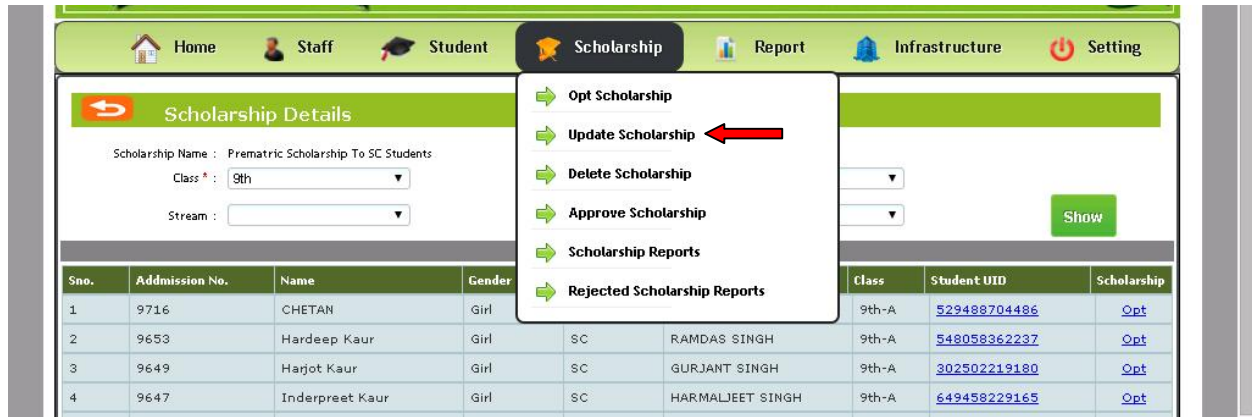 Home Staff Student Scholarship Report Infrastructure Setting
Opt Scholarship
Scholarship Details
Update Scholarship
Scholarship Name : Prematric Scholarship To SC Students
Delete Scholarship
Class * : 9th
Approve Scholarship
Stream :
Show
Scholarship Reports
Rejected Scholarship Reports
Sno. Addmission No. Name Gender Class Student UID Scholarship
1 9716 CHETAN Girl 9th-A 529488704486 Opt
2 9653 Hardeep Kaur Girl SC RAMDAS SINGH 9th-A 548058362237 Opt
3 9649 Harjot Kaur Girl SC GURJANT SINGH 9th-A 302502219180 Opt
4 9647 Inderpreet Kaur Girl SC HARMALJEET SINGH 9th-A 649458229165 Opt